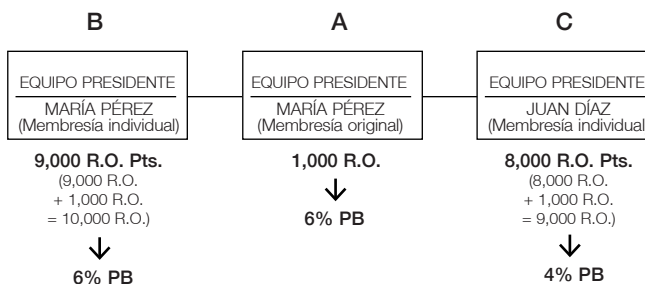 B
EQUIPO PRESIDENTE
MARÍA PÉREZ
(Membresía individual)
9,000 R.O. Pts.
(9,000 R.O.
+ 1,000 R.O.
= 10,000 R.O.)
6% PB
A
EQUIPO PRESIDENTE
MARÍA PÉREZ
(Membresía original)
1,000 R.O.
6% PB
C
EQUIPO PRESIDENTE
JUAN DÍAZ
(Membresía individual
8,000 R.O. Pts.
(8,000 R.O.
+ 1,000 R.O.
= 9,000 R.O.)
4% PB